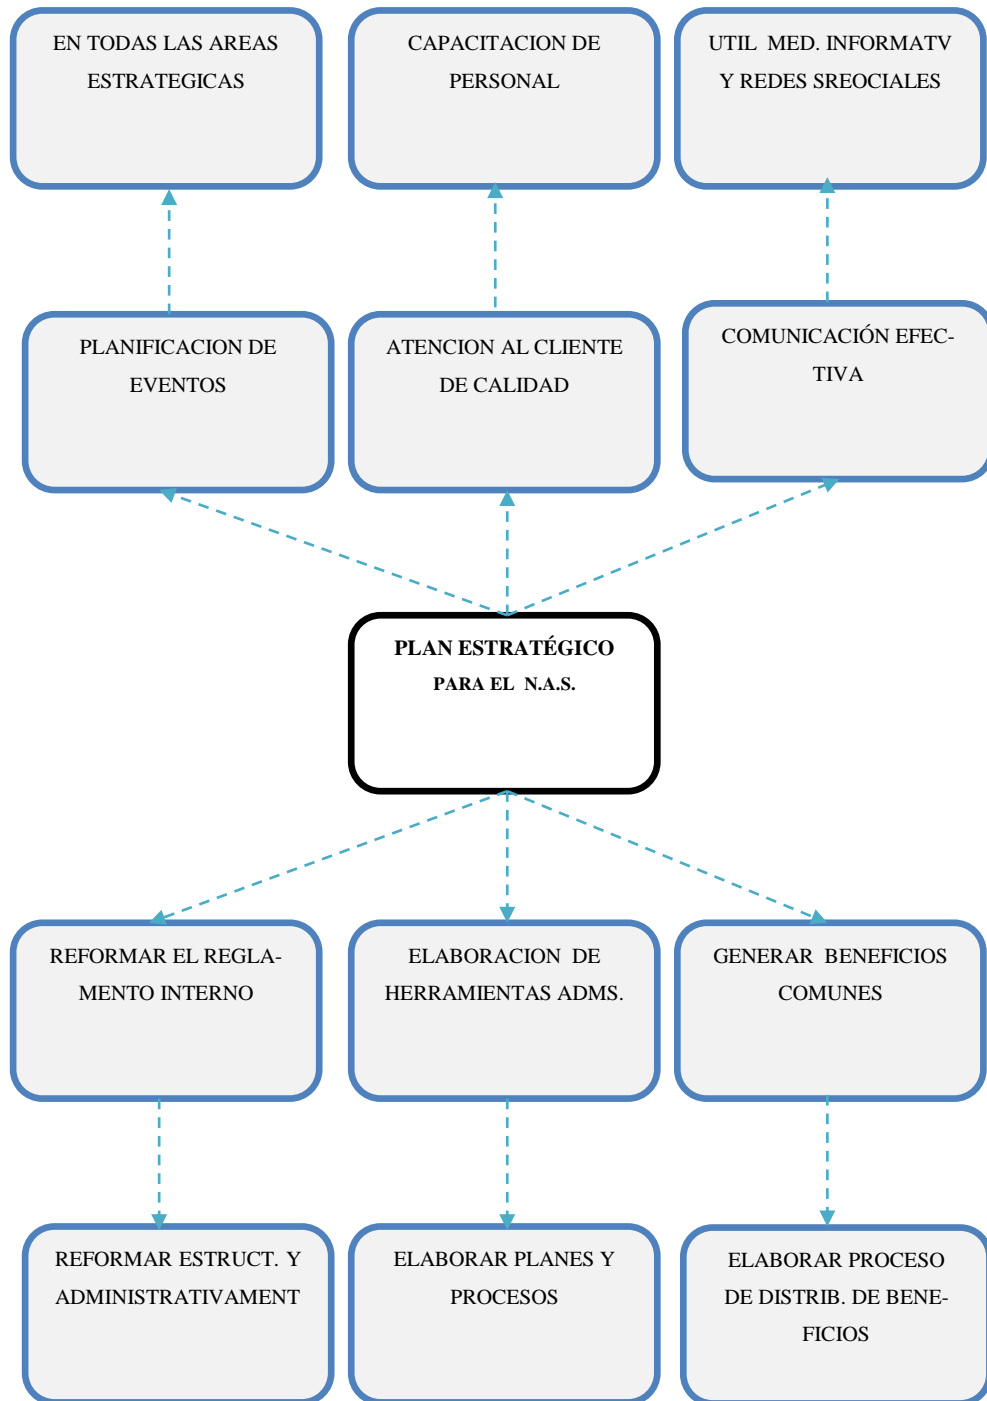 EN TODAS LAS AREAS
ESTRATEGICAS
CAPACITACION DE
PERSONAL
UTIL  MED. INFORMATV
Y REDES SREOCIALES
PLANIFICACION DE
EVENTOS
ATENCION AL CLIENTE
DE CALIDAD
COMUNICACIÓN EFEC-
TIVA
PLAN ESTRATÉGICO
PARA EL  N.A.S.
REFORMAR EL REGLA-
MENTO INTERNO
ELABORACION  DE
HERRAMIENTAS ADMS.
GENERAR  BENEFICIOS
COMUNES
REFORMAR ESTRUCT. Y
ADMINISTRATIVAMENT
ELABORAR PLANES Y
PROCESOS
ELABORAR PROCESO
DE DISTRIB. DE BENE-
FICIOS